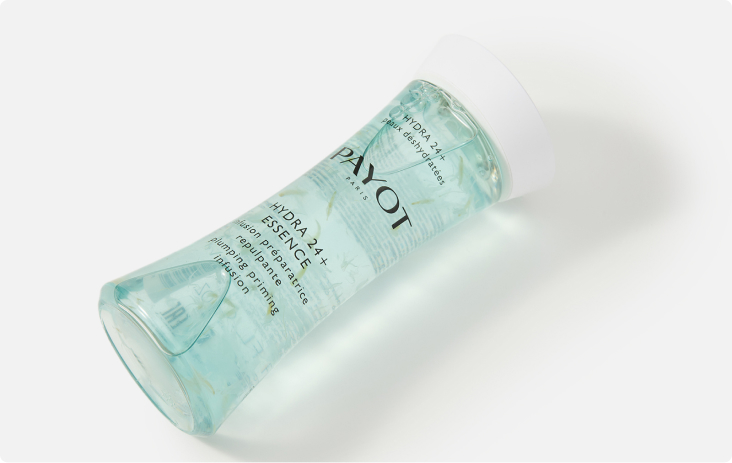 HYDRA 24+
peaux déshydratées
PAYOT
PARIS
HYDRA 24+
ESSENCE
infusion préparatrice
repulpante
plumping priming
infusion